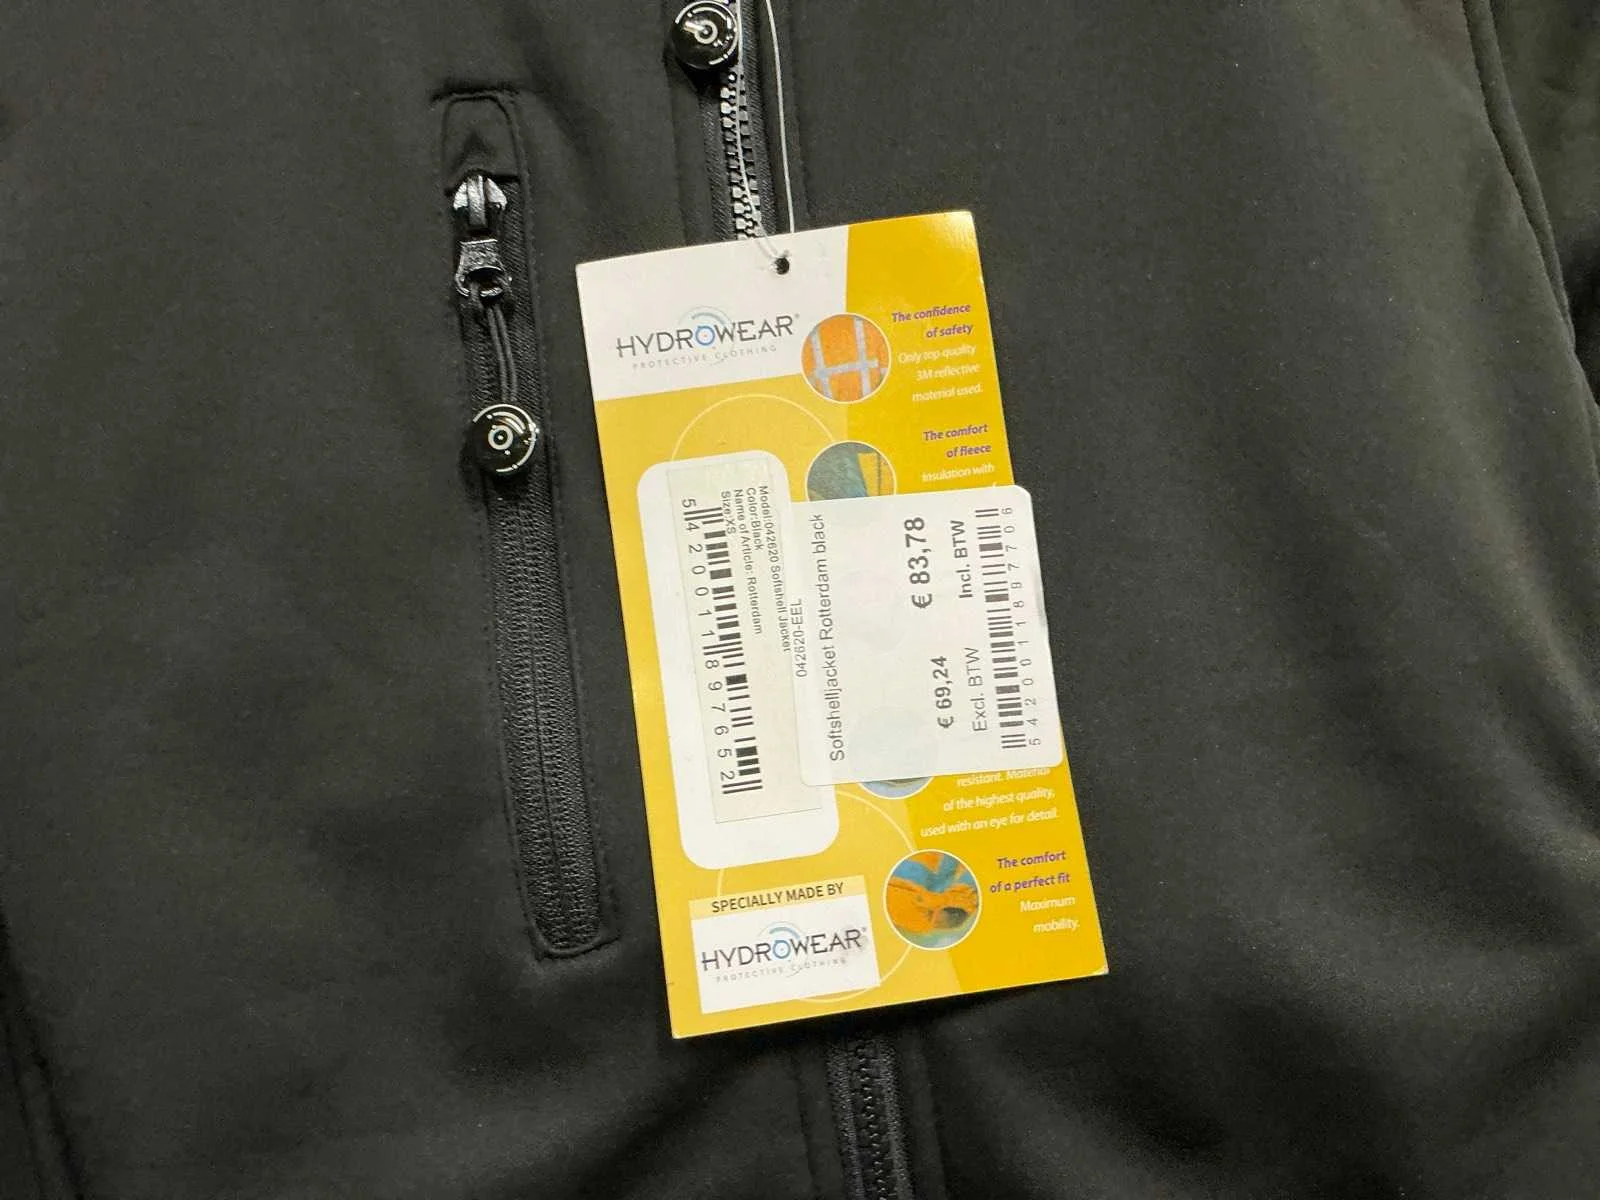 HYDROWEAR®
PROTECTIVE CLOTHING
The confidence
of safety
Only top quality
3M reflective
material used.
The comfort
of fleece
Insulation with
Model:042620 Softshell Jacket
Color:Black
Name of Article: Rotterdam
Size:XS
5420011897652
042620-EEL
Softshelljacket Rotterdam black
€ 83,78
Incl. BTW
€ 69,24
Excl. BTW
5420011897706
resistant. Material
of the highest quality,
used with an eye for detail.
The comfort
of a perfect fit
Maximum
mobility.
SPECIALLY MADE BY
HYDROWEAR®
PROTECTIVE CLOTHING